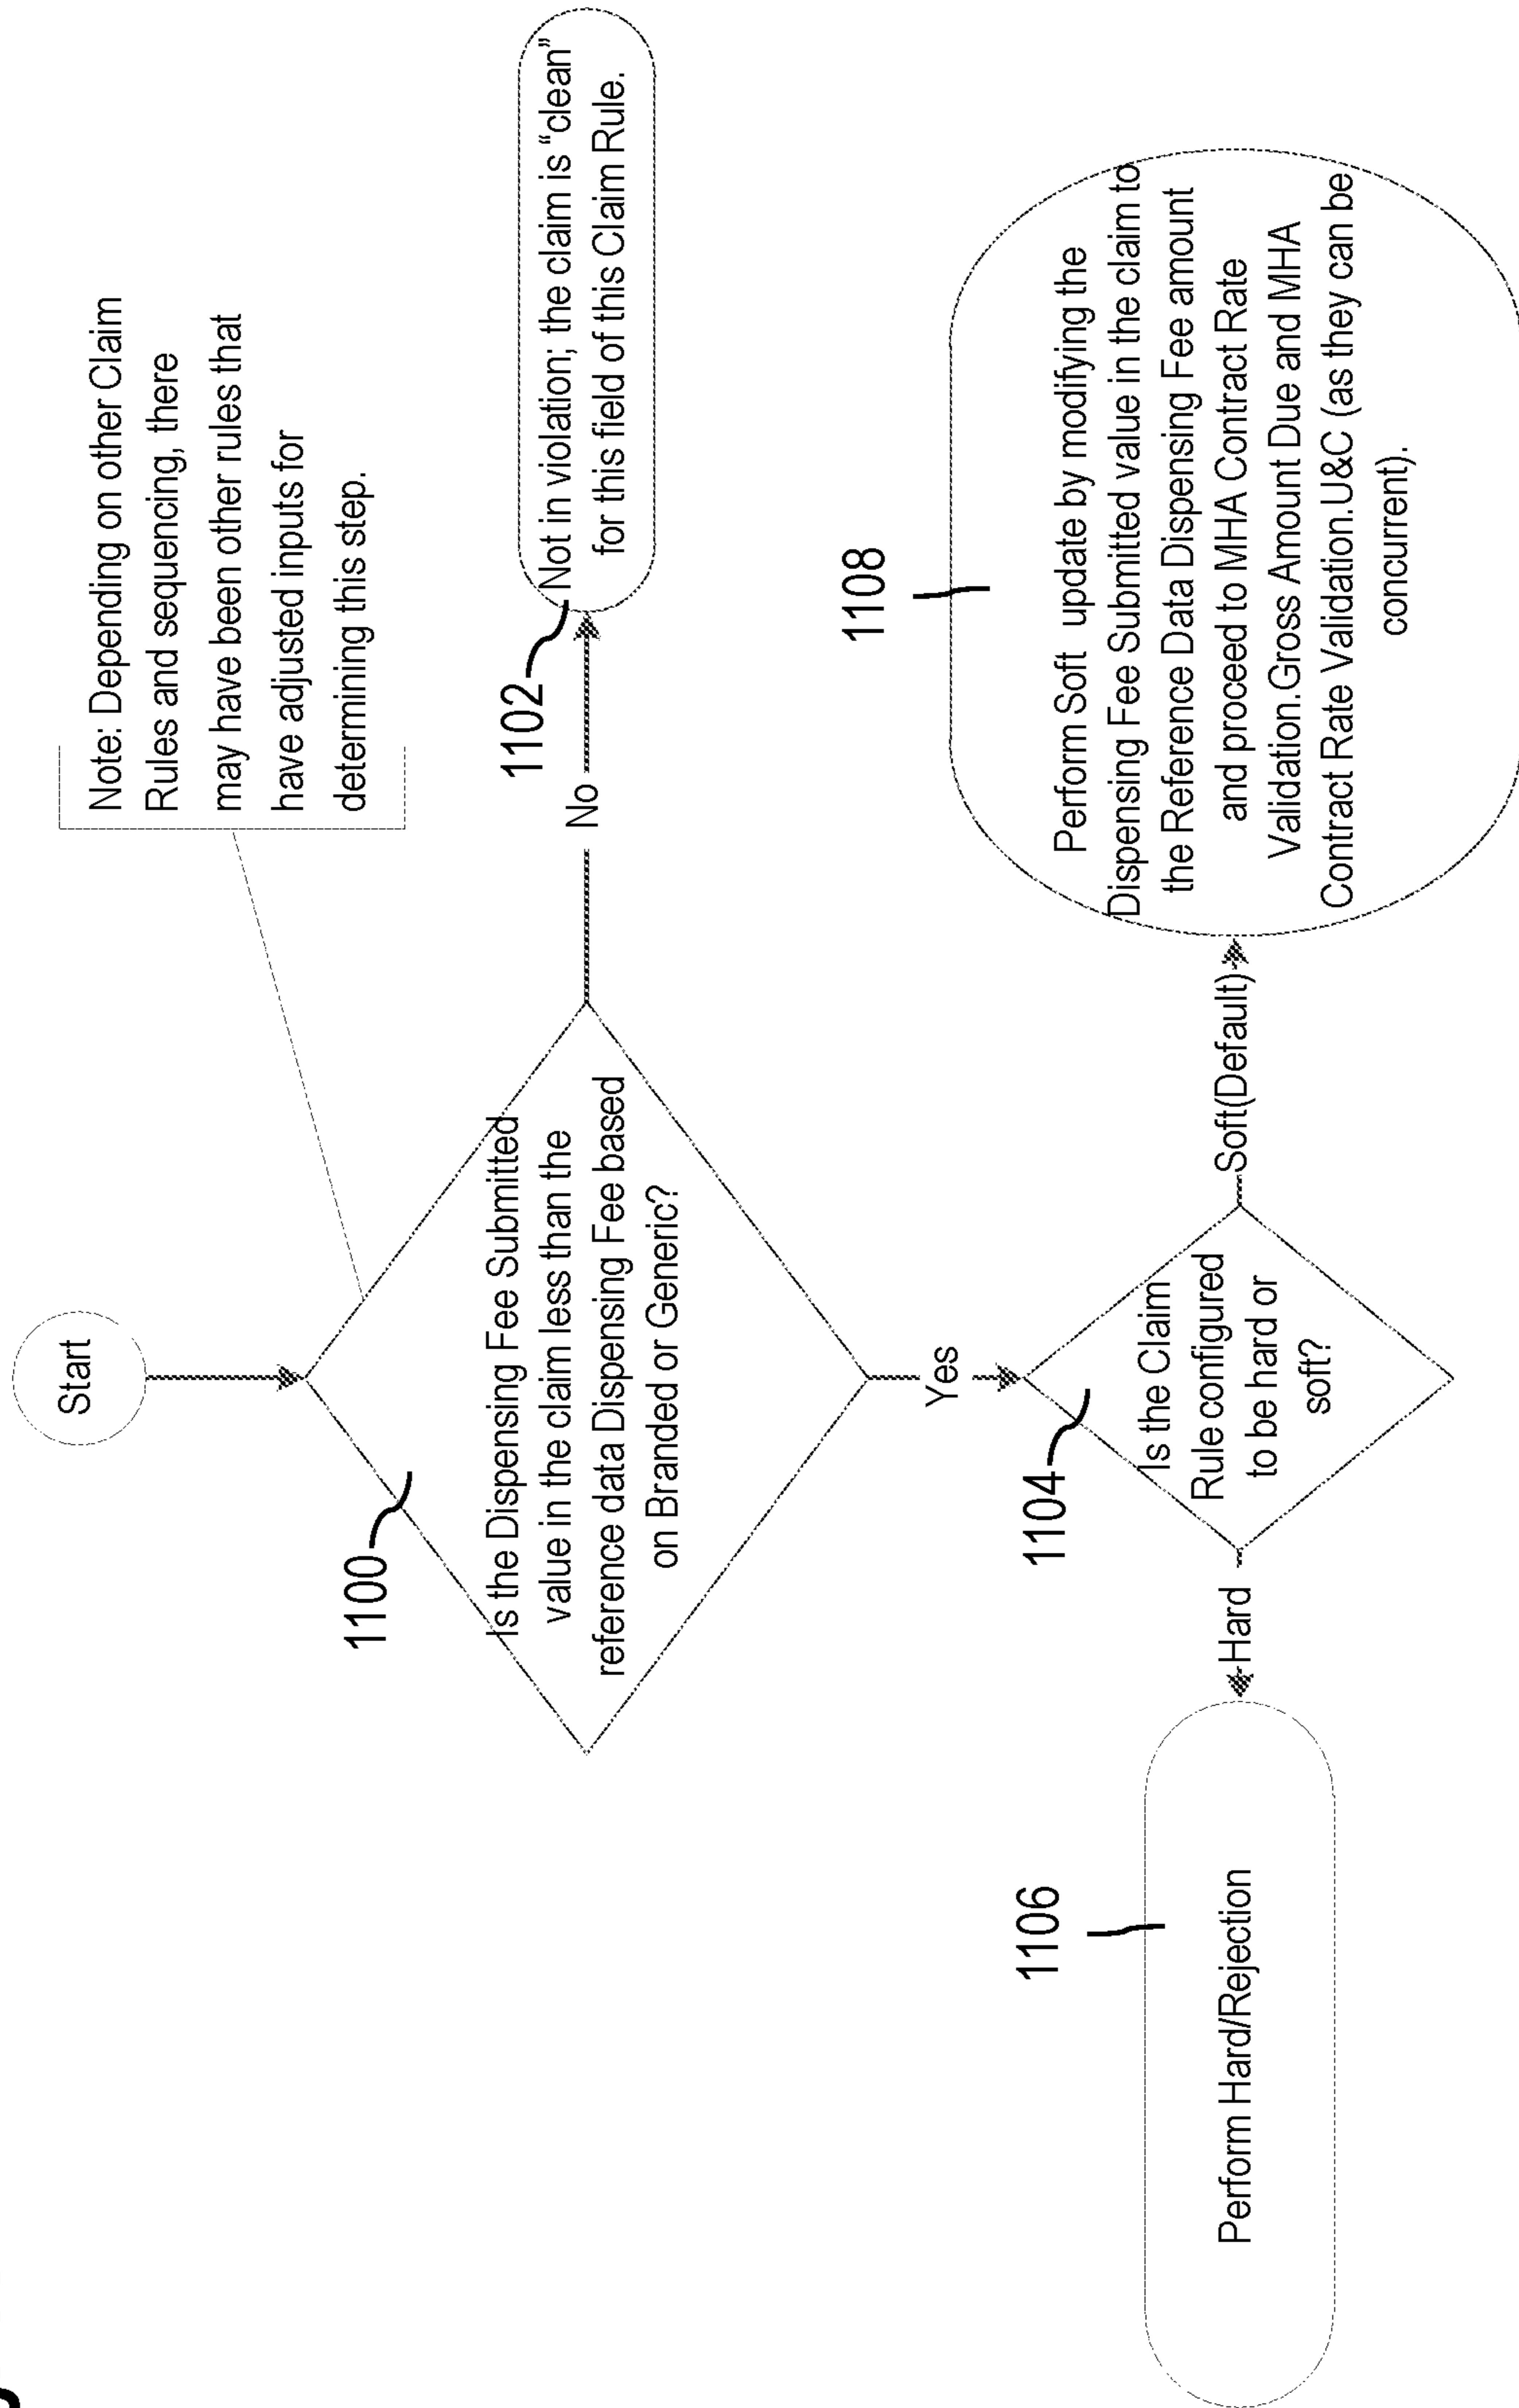 Start
Note: Depending on other Claim
Rules and sequencing, there
may have been other rules that
have adjusted inputs for
determining this step.
1100
Is the Dispensing Fee Submitted
value in the claim less than the
reference data Dispensing Fee based
on Branded or Generic?
No
1102
Not in violation; the claim is “clean”
for this field of this Claim Rule.
Yes
1104
Is the Claim
Rule configured
to be hard or
soft?
Hard
1106
Perform Hard/Rejection
Soft(Default)
1108
Perform Soft update by modifying the
Dispensing Fee Submitted value in the claim to
the Reference Data Dispensing Fee amount
and proceed to MHA Contract Rate
Validation.Gross Amount Due and MHA
Contract Rate Validation.U&C (as they can be
concurrent).